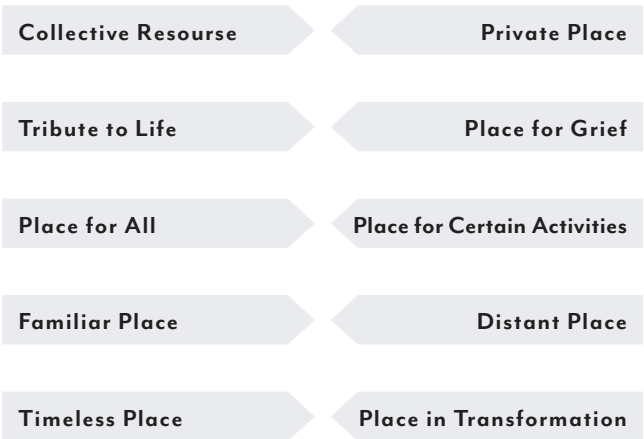 Collective Resourse
Private Place
Tribute to Life
Place for Grief
Place for All
Place for Certain Activities
Familiar Place
Distant Place
Timeless Place
Place in Transformation